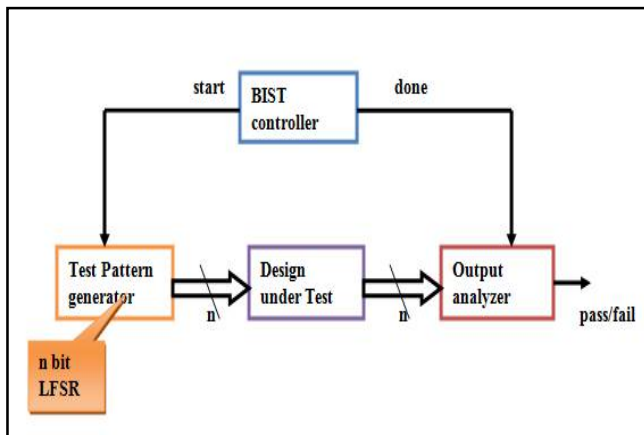 start
BIST
controller
done
Test Pattern
generator
n
Design
under Test
n
Output
analyzer
pass/fail
n bit
LFSR